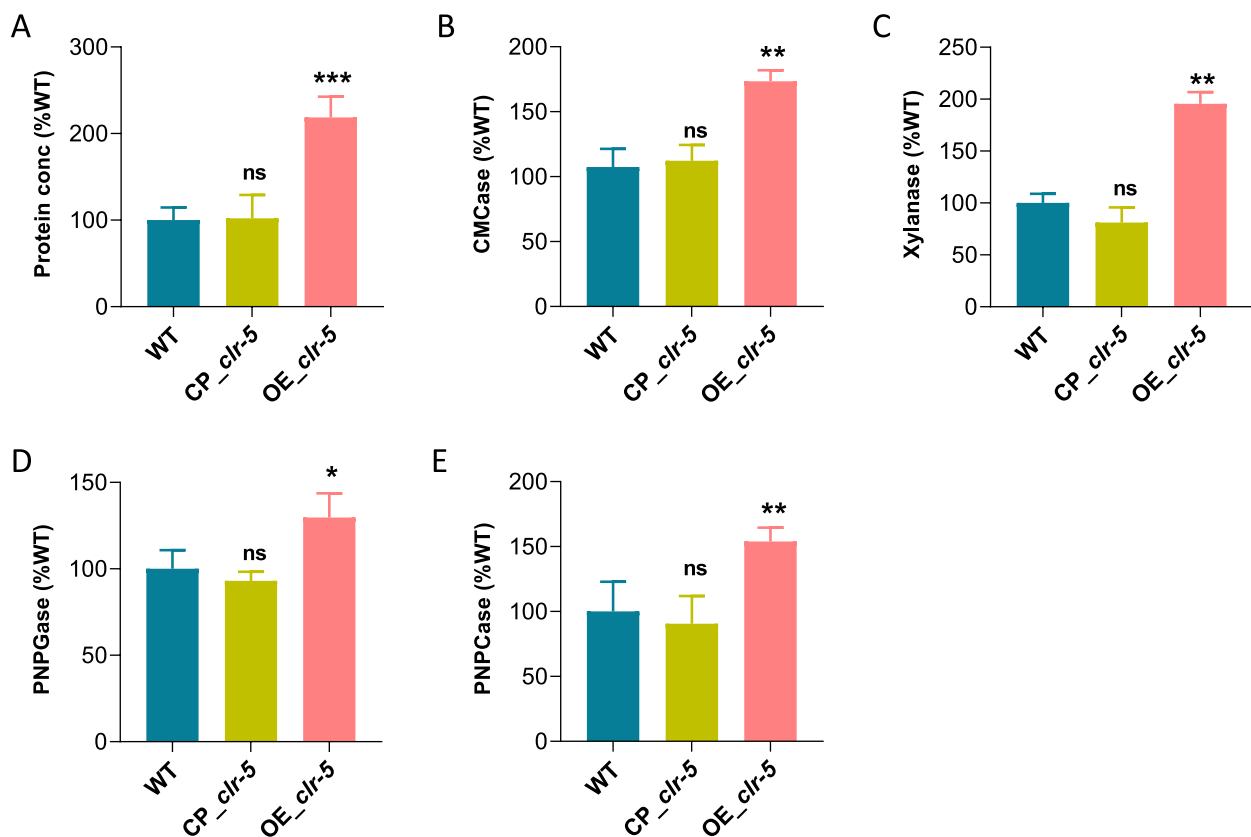 A
Protein conc (%WT)
300
200
100
0
ns
***
WT
CP_clr-5
OE_clr-5
B
CMCase (%WT)
200
150
100
50
0
ns
**
WT
CP_clr-5
OE_clr-5
C
Xylanase (%WT)
250
200
150
100
50
0
ns
**
WT
CP_clr-5
OE_clr-5
D
PNPGase (%WT)
150
100
50
0
ns
*
WT
CP_clr-5
OE_clr-5
E
PNPCase (%WT)
200
150
100
50
0
ns
**
WT
CP_clr-5
OE_clr-5